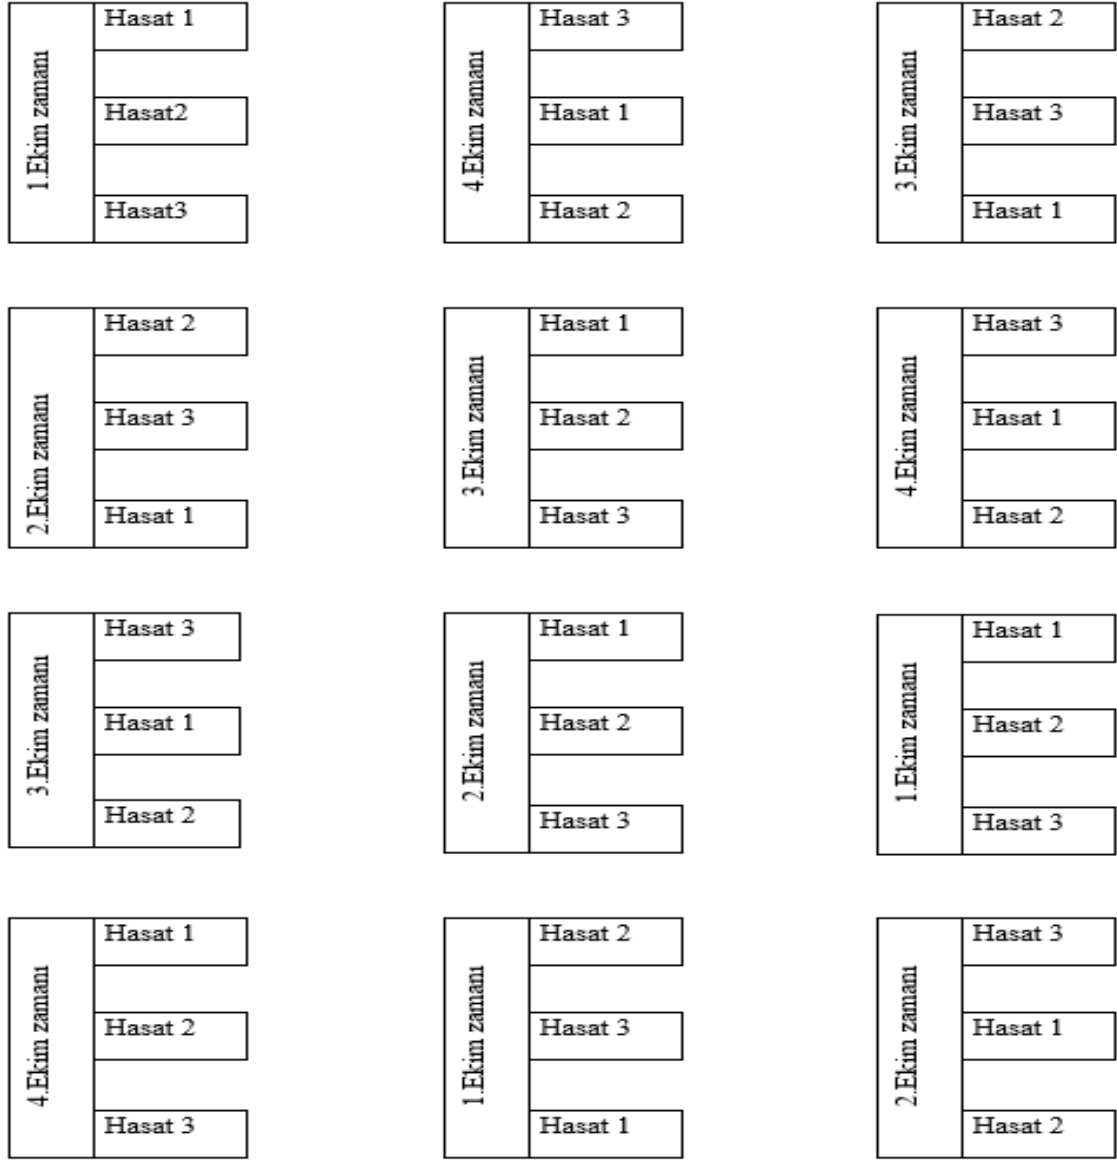 1.Ekim zamanı
Hasat 1
Hasat2
Hasat3
4.Ekim zamanı
Hasat 3
Hasat 1
Hasat 2
3.Ekim zamanı
Hasat 2
Hasat 3
Hasat 1
2.Ekim zamanı
Hasat 2
Hasat 3
Hasat 1
3.Ekim zamanı
Hasat 1
Hasat 2
Hasat 3
4.Ekim zamanı
Hasat 3
Hasat 1
Hasat 2
3.Ekim zamanı
Hasat 3
Hasat 1
Hasat 2
2.Ekim zamanı
Hasat 1
Hasat 2
Hasat 3
1.Ekim zamanı
Hasat 1
Hasat 2
Hasat 3
4.Ekim zamanı
Hasat 1
Hasat 2
Hasat 3
1.Ekim zamanı
Hasat 2
Hasat 3
Hasat 1
2.Ekim zamanı
Hasat 3
Hasat 1
Hasat 2